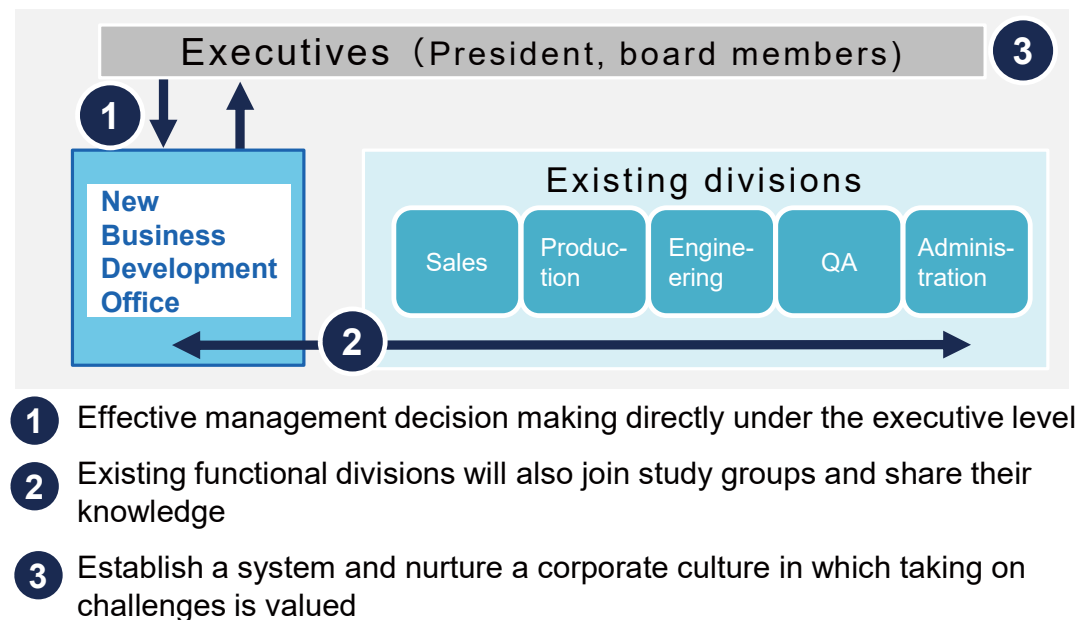 Executives（President, board members)
3
1
New
Business
Development
Office
Existing divisions
Sales
Produc-
tion
Engine-
ering
QA
Adminis-
tration
2
1 Effective management decision making directly under the executive level
2 Existing functional divisions will also join study groups and share their
knowledge
3 Establish a system and nurture a corporate culture in which taking on
challenges is valued